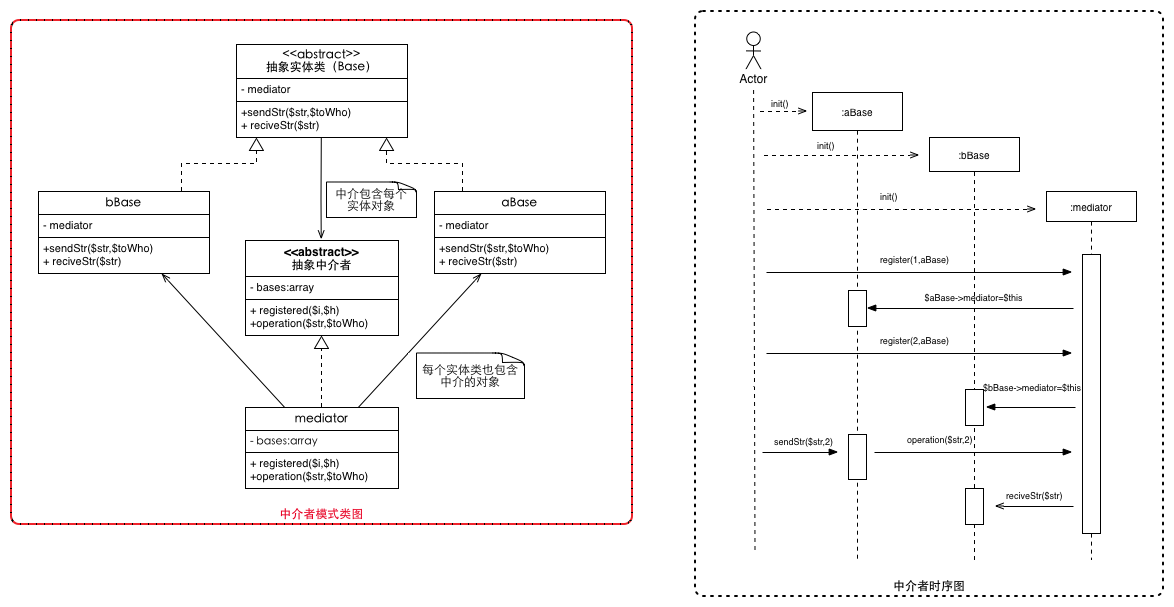 <<abstract>>
抽象实体类（Base）
- mediator
+sendStr($str,$toWho)
+ reciveStr($str)
中介包含每个
实体对象
bBase
- mediator
+sendStr($str,$toWho)
+ reciveStr($str)
aBase
- mediator
+sendStr($str,$toWho)
+ reciveStr($str)
<<abstract>>
抽象中介者
- bases:array
+ registered($i,$h)
+operation($str,$toWho)
每个实体类也包含
中介的对象
mediator
- bases:array
+ registered($i,$h)
+operation($str,$toWho)
中介者模式类图
Actor
init()
:aBase
init()
:bBase
init()
:mediator
register(1,aBase)
$aBase->mediator=$this
register(2,aBase)
$bBase->mediator=$this
sendStr($str,2)
operation($str,2)
reciveStr($str)
中介者时序图